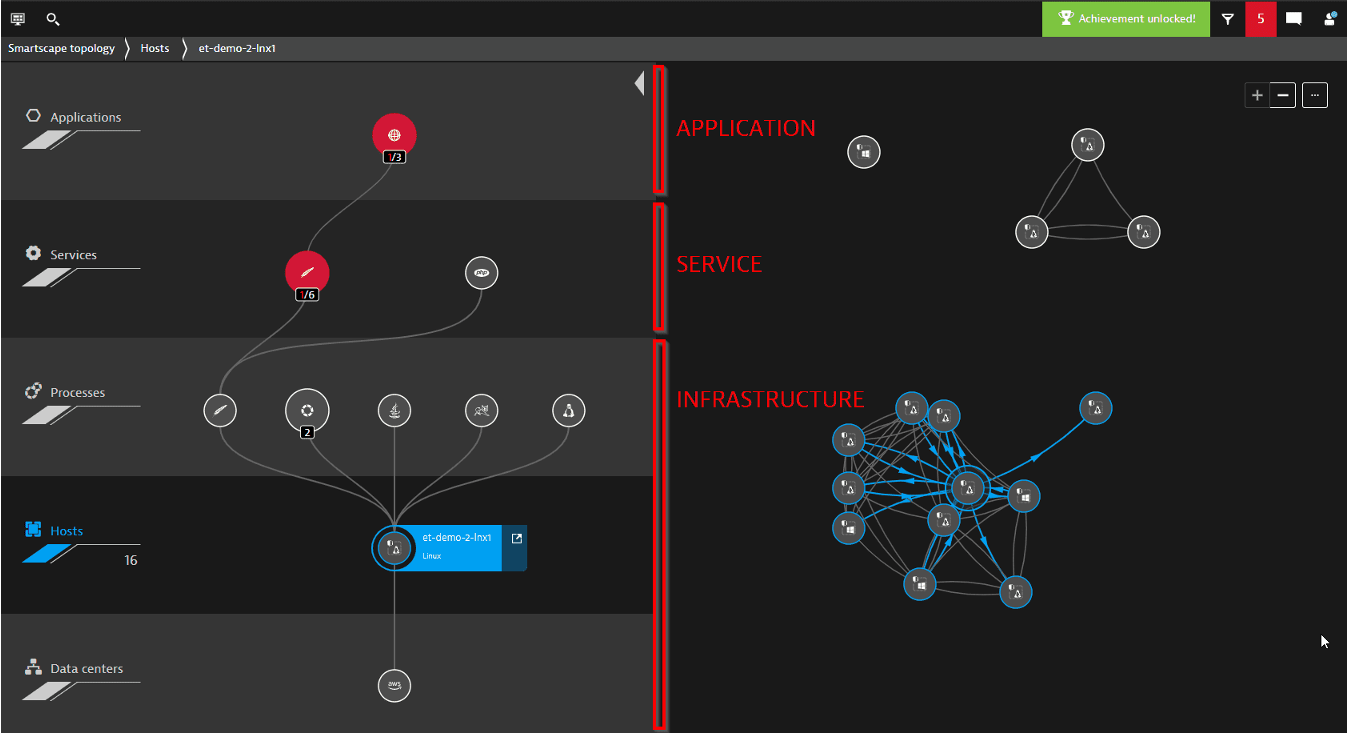 Achievement unlocked!
5
Smartscape topology
Hosts
et-demo-2-lnx1
Applications
1/3
APPLICATION
Services
1/6
php
SERVICE
Processes
2
INFRASTRUCTURE
Hosts
16
et-demo-2-lnx1
Linux
Data centers
aws